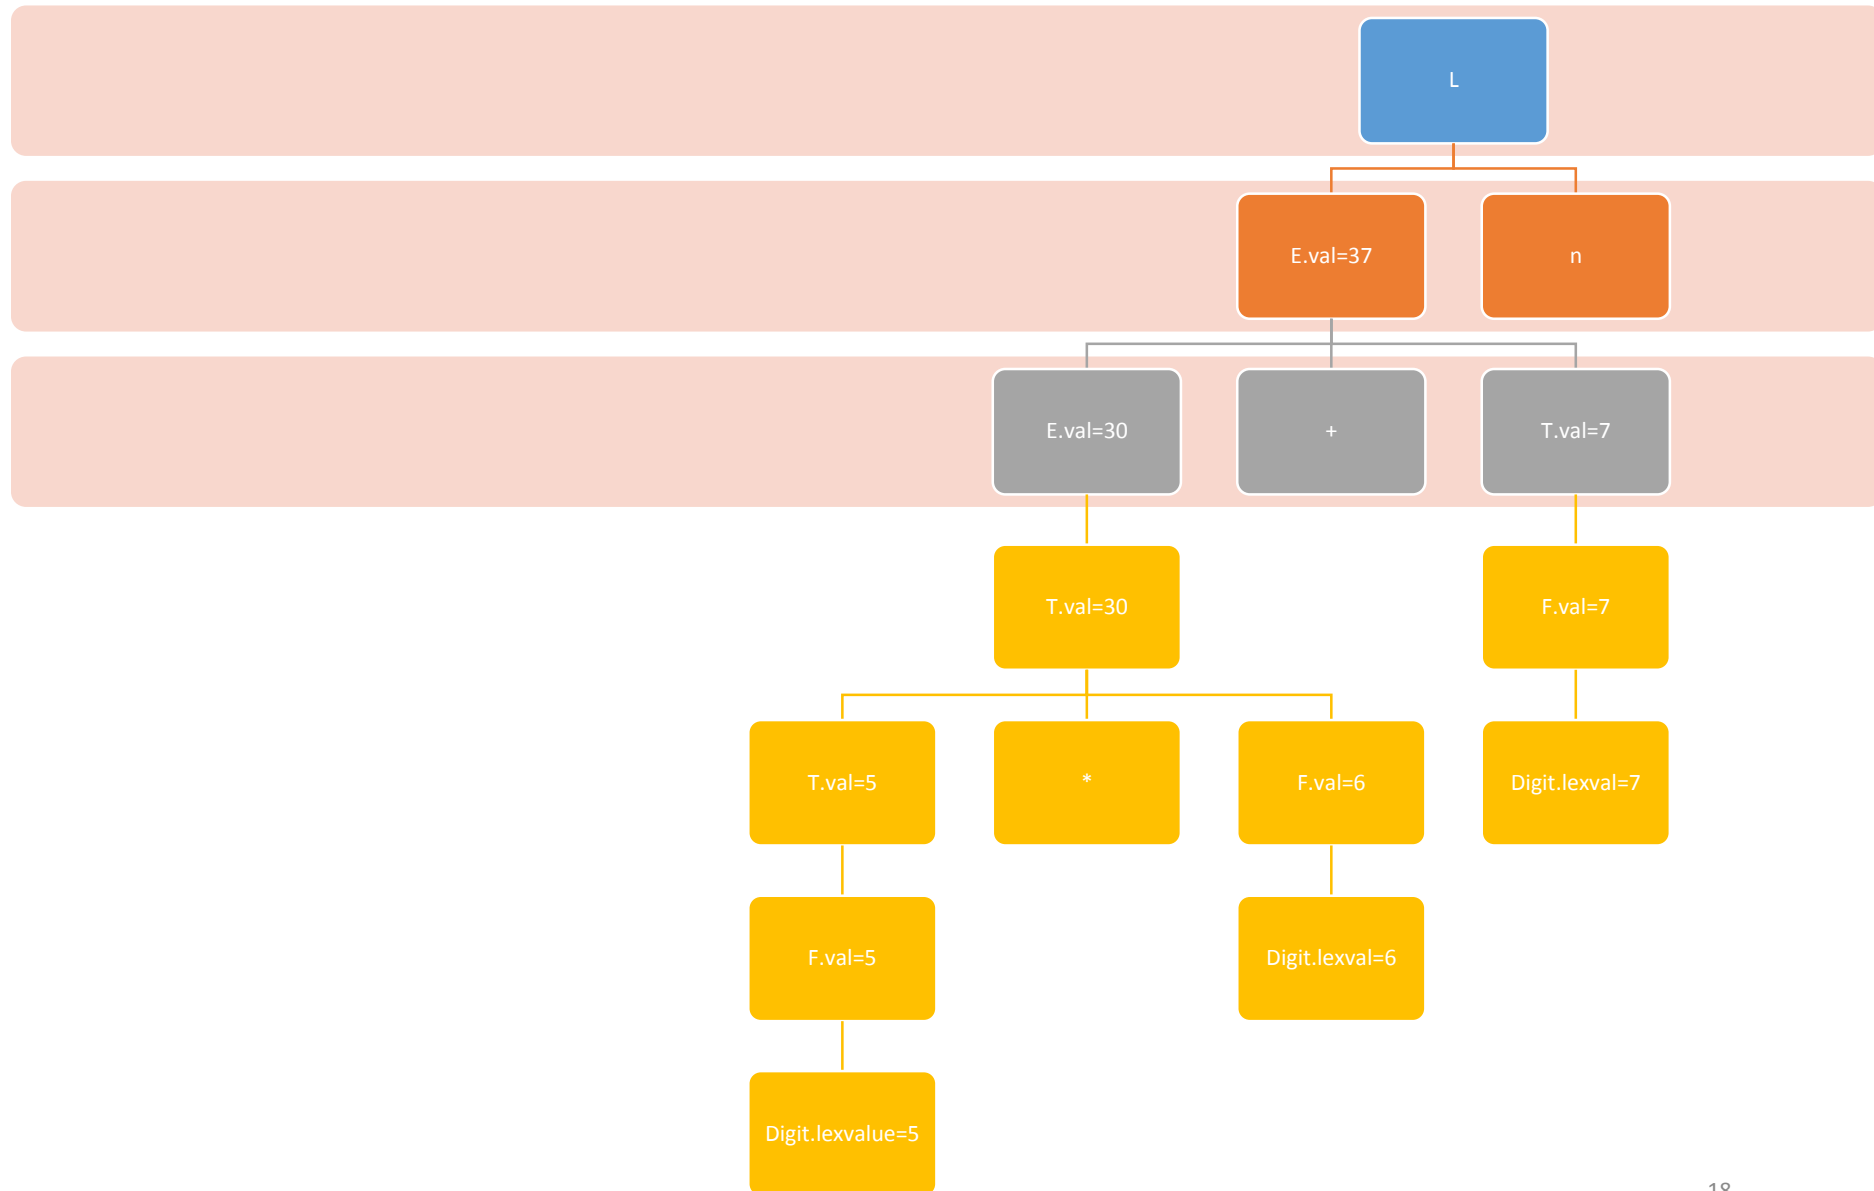 L
E.val=37
n
E.val=30
+
T.val=7
T.val=30
F.val=7
T.val=5
*
F.val=6
Digit.lexval=7
F.val=5
Digit.lexval=6
Digit.lexvalue=5
18